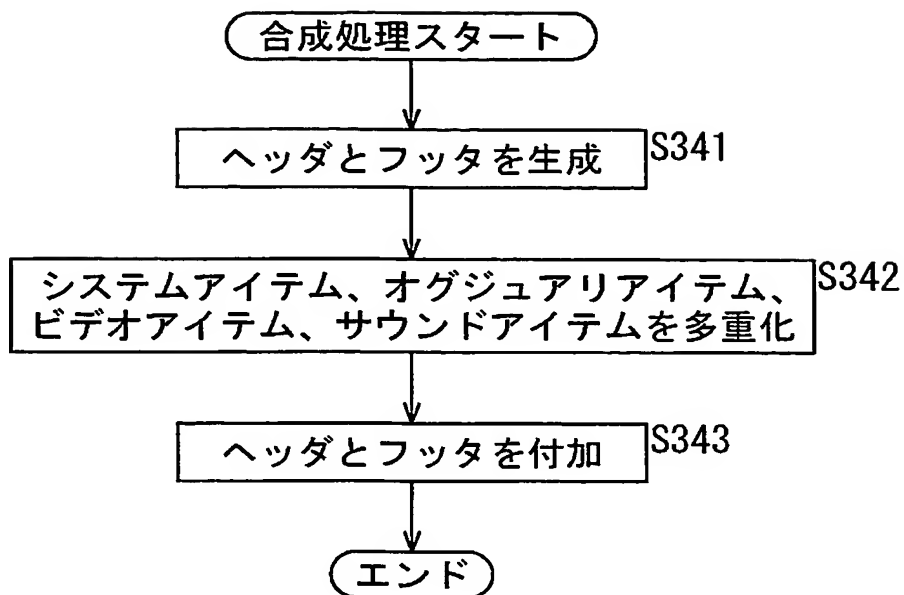 合成処理スタート
ヘッダとフッタを生成
S341
システムアイテム、オグジュアリアイテム、
ビデオアイテム、サウンドアイテムを多重化
S342
ヘッダとフッタを付加
S343
エンド